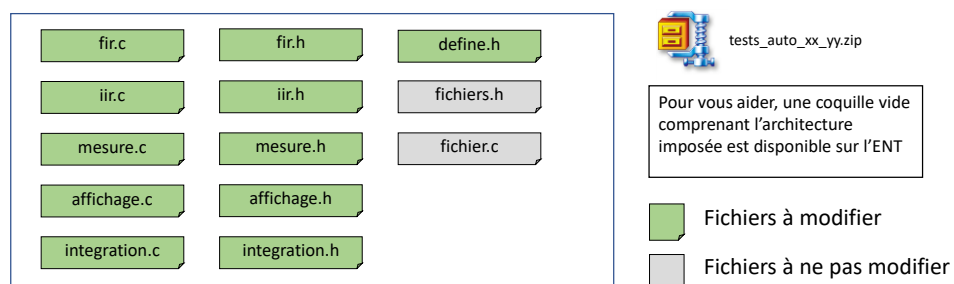 fir.c
fir.h
define.h
iir.c
iir.h
fichiers.h
mesure.c
mesure.h
fichier.c
affichage.c
affichage.h
integration.c
integration.h
tests_auto_xx_yy.zip
Pour vous aider, une coquille vide
comprenant l’architecture
imposée est disponible sur l’ENT
Fichiers à modifier
Fichiers à ne pas modifier